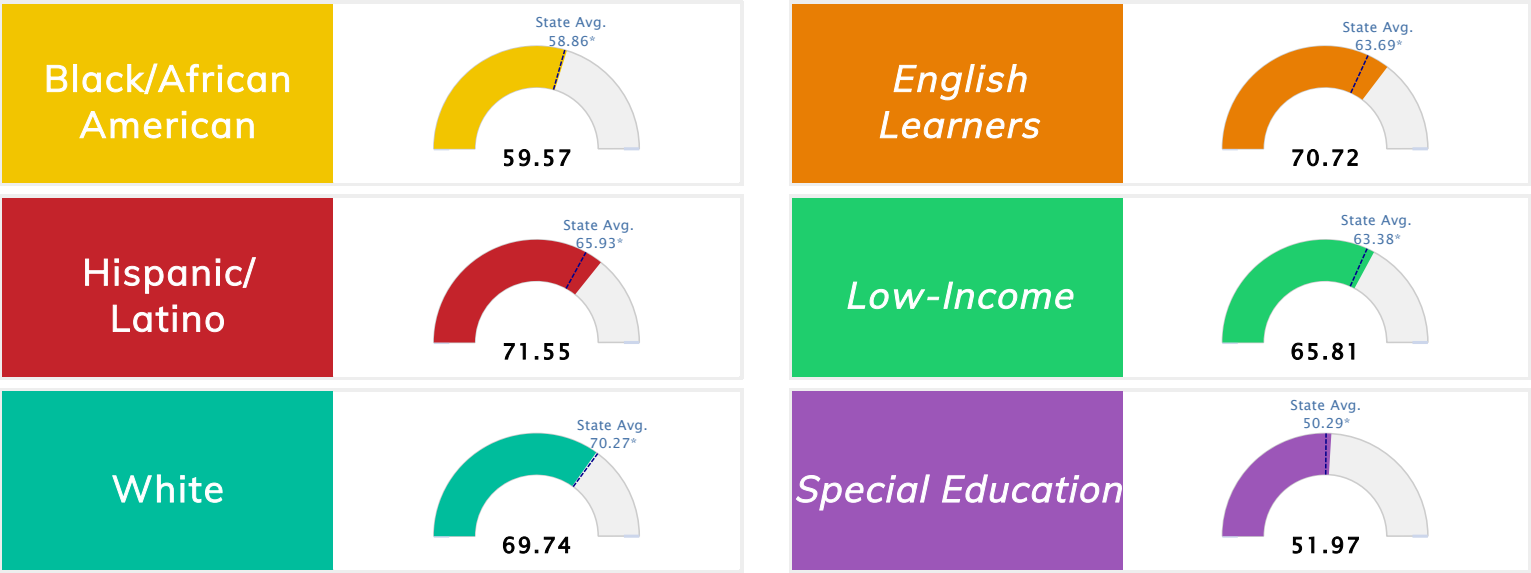 Black/African
American
State Avg.
58.86*
59.57
English
Learners
State Avg.
63.69*
70.72
Hispanic/
Latino
State Avg.
65.93*
71.55
Low-Income
State Avg.
63.38*
65.81
White
State Avg.
70.27*
69.74
Special Education
State Avg.
50.29*
51.97